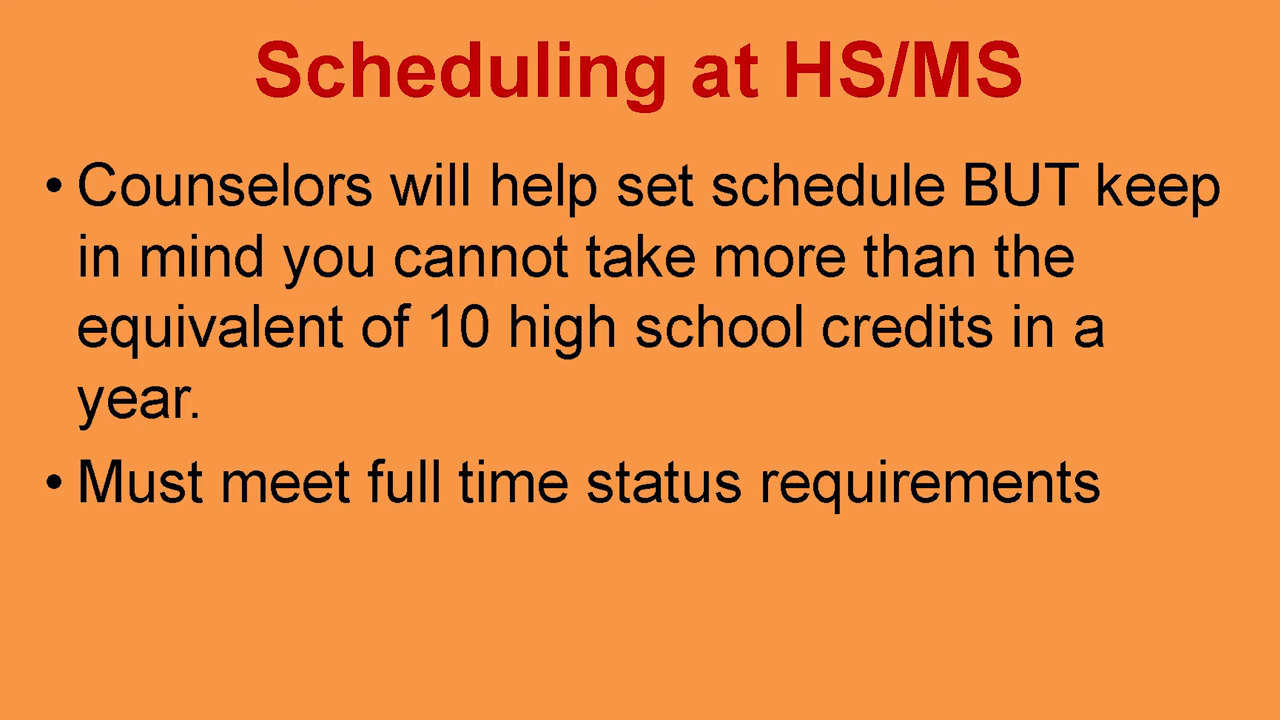 Scheduling at HS/MS
• Counselors will help set schedule BUT keep
in mind you cannot take more than the
equivalent of 10 high school credits in a
year.
• Must meet full time status requirements